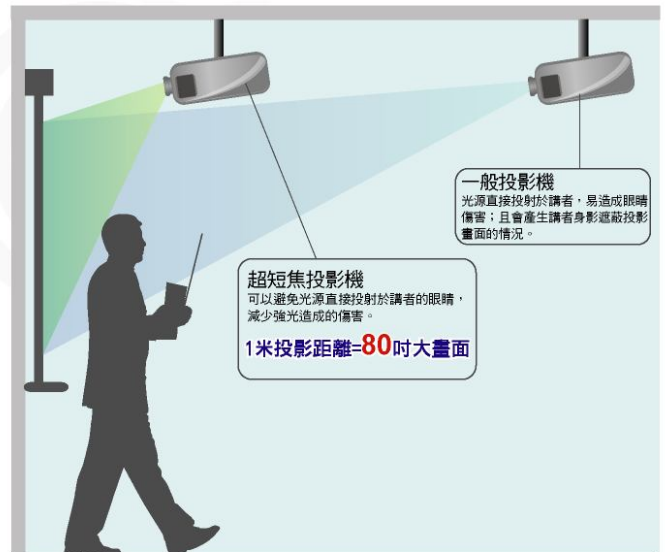 一般投影機
光源直接投射於講者，易造成眼睛
傷害；且會產生講者身影遮蔽投影
畫面的情況。
超短焦投影機
可以避免光源直接投射於講者的眼睛，
減少強光造成的傷害。
1米投影距離=80吋大畫面